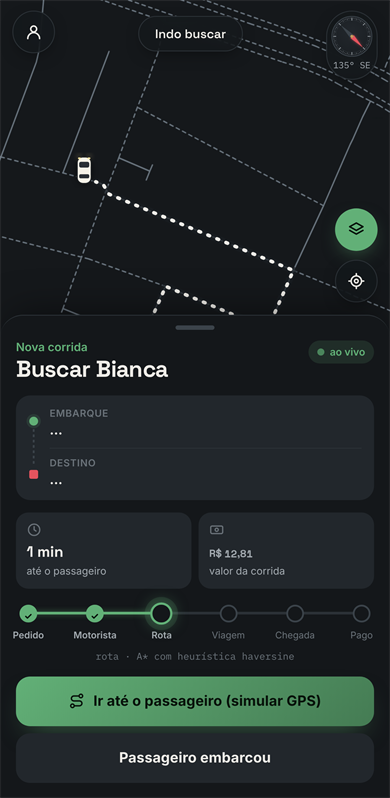 Indo buscar
135° SE
Nova corrida
ao vivo
Buscar Bianca
EMBARQUE
...
DESTINO
...
1 min
até o passageiro
R$ 12,81
valor da corrida
Pedido
Motorista
Rota
Viagem
Chegada
Pago
rota · A* com heurística haversine
Ir até o passageiro (simular GPS)
Passageiro embarcou